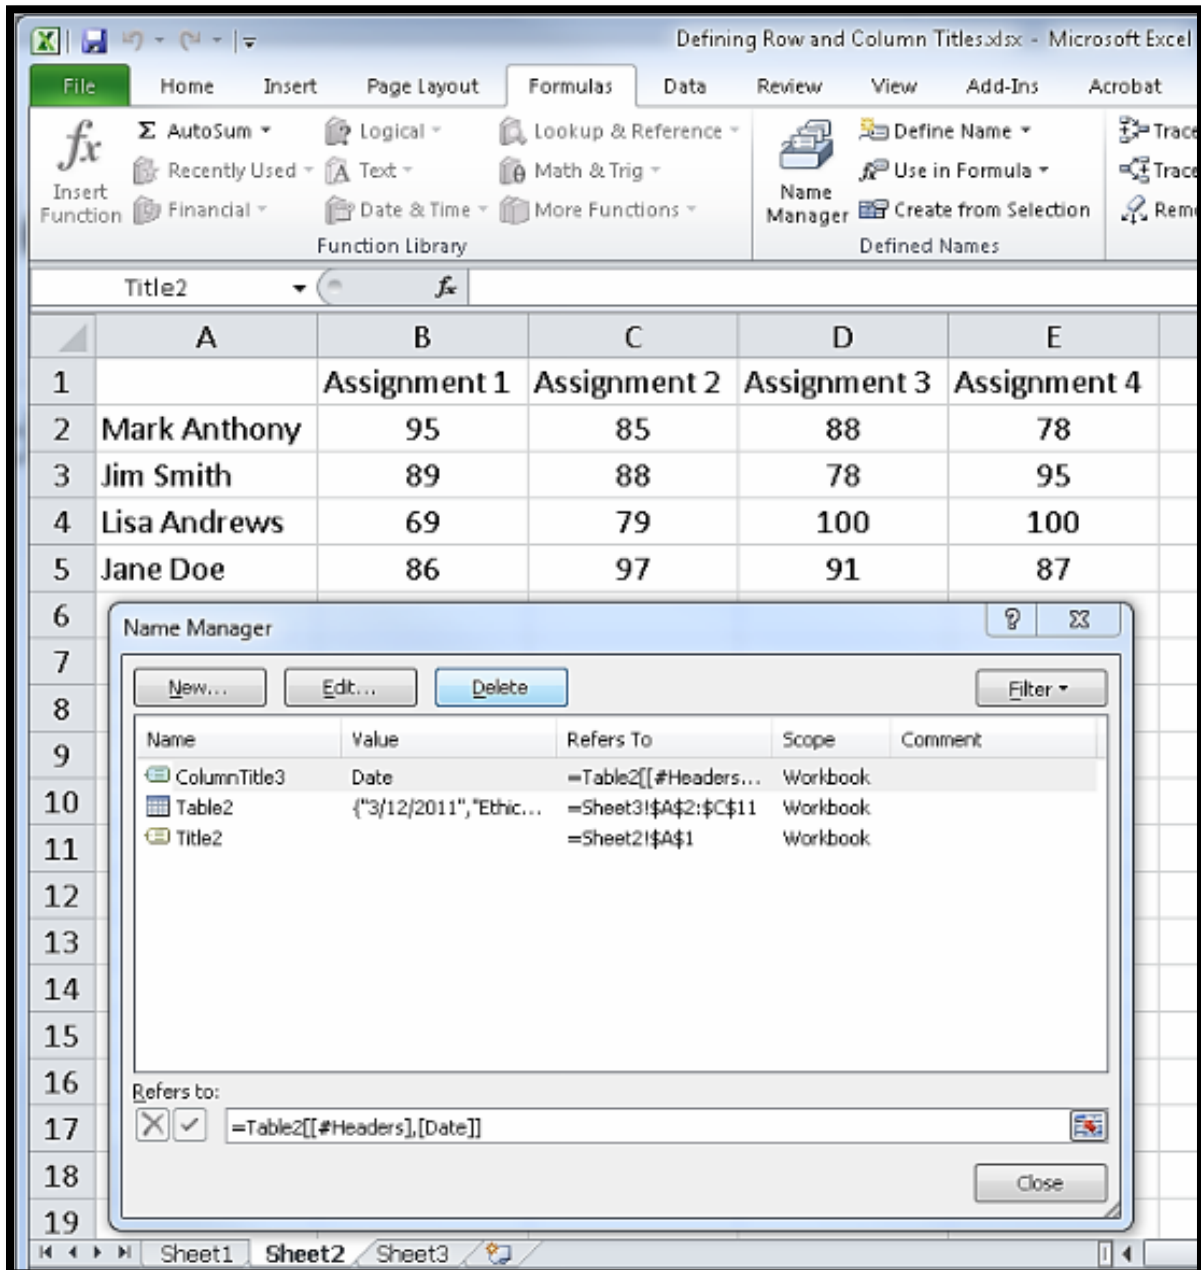 Defining Row and Column Titles.xlsx - Microsoft Excel
File Home Insert Page Layout Formulas Data Review View Add-Ins Acrobat
fx Insert Function
Σ AutoSum
Recently Used
Financial
Logical
Text
Date & Time
Lookup & Reference
Math & Trig
More Functions
Function Library
Name Manager
Define Name
Use in Formula
Create from Selection
Defined Names
Trace
Trace
Rem
Title2 fx
A B C D E
1 Assignment 1 Assignment 2 Assignment 3 Assignment 4
2 Mark Anthony 95 85 88 78
3 Jim Smith 89 88 78 95
4 Lisa Andrews 69 79 100 100
5 Jane Doe 86 97 91 87
6
7
8
9
10
11
12
13
14
15
16
17
18
19
Name Manager
New... Edit... Delete Filter
Name Value Refers To Scope Comment
ColumnTitle3 Date =Table2[[#Headers... Workbook
Table2 {"3/12/2011","Ethic... =Sheet3!$A$2:$C$11 Workbook
Title2 =Sheet2!$A$1 Workbook
Refers to:
=Table2[[#Headers],[Date]]
Close
Sheet1 Sheet2 Sheet3